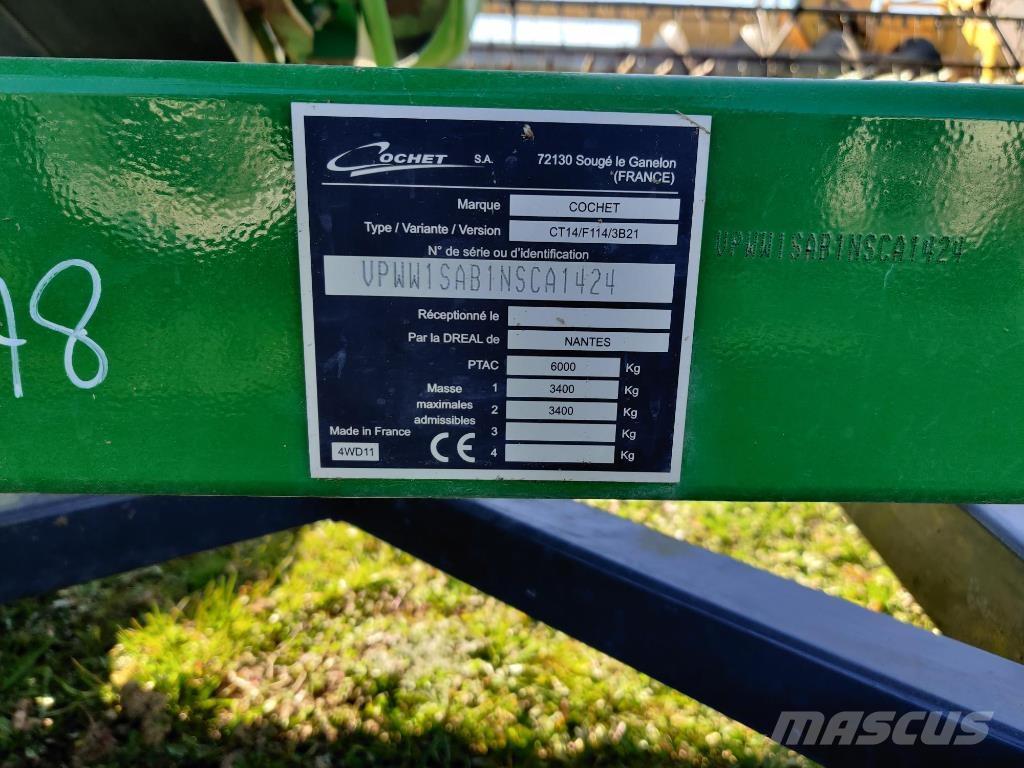 COCHET S.A. 72130 Sougé le Ganelon
(FRANCE)
Marque COCHET
Type / Variante / Version CT14/F114/3B21
N° de série ou d'identification
VPWW1SAB1NSCA1424
Réceptionné le
Par la DREAL de NANTES
PTAC 6000 Kg
Masse 1 3400 Kg
maximales 2 3400 Kg
admissibles 3 Kg
4 Kg
Made in France
4WD11
CE
VPWW1SAB1NSCA1424
48
MASCUS